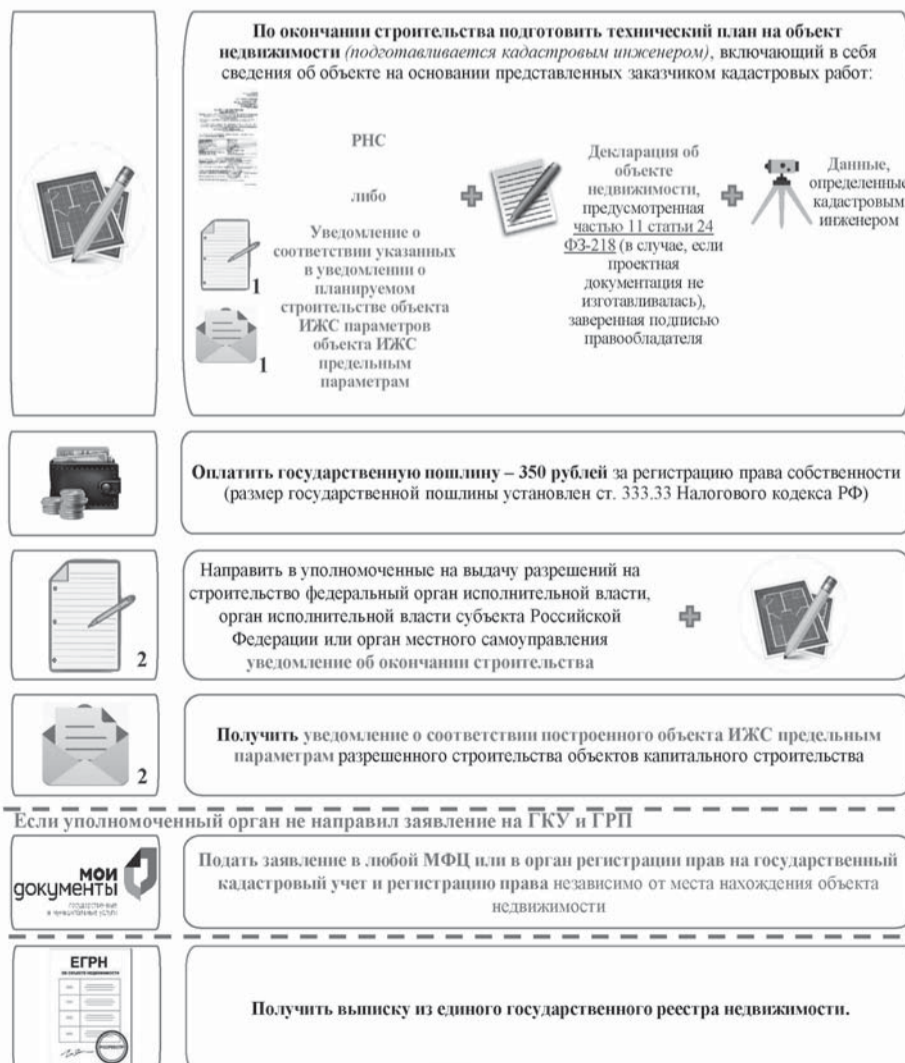 По окончании строительства подготовить технический план на объект
недвижимости (подготавливается кадастровым инженером), включающий в себя
сведения об объекте на основании представленных заказчиком кадастровых работ:
РНС
либо
Уведомление о
соответствии указанных
в уведомлении о
планируемом
строительстве объекта
ИЖС параметров
объекта ИЖС
предельным
параметрам
1
1
Декларация об
объекте
недвижимости,
предусмотренная
частью 11 статьи 24
ФЗ-218 (в случае, если
проектная
документация не
изготавливалась),
заверенная подписью
правообладателя
Данные,
определенные
кадастровым
инженером
Оплатить государственную пошлину – 350 рублей за регистрацию права собственности
(размер государственной пошлины установлен ст. 333.33 Налогового кодекса РФ)
2
Направить в уполномоченные на выдачу разрешений на
строительство федеральный орган исполнительной власти,
орган исполнительной власти субъекта Российской
Федерации или орган местного самоуправления
уведомление об окончании строительства
2
Получить уведомление о соответствии построенного объекта ИЖС предельным
параметрам разрешенного строительства объектов капитального строительства
Если уполномоченный орган не направил заявление на ГКУ и ГРП
мои
документы
государственные
и муниципальные услуги
Подать заявление в любой МФЦ или в орган регистрации прав на государственный
кадастровый учет и регистрацию права независимо от места нахождения объекта
недвижимости
ЕГРН
ОБ ОБЪЕКТЕ НЕДВИЖИМОСТИ
Получить выписку из единого государственного реестра недвижимости.